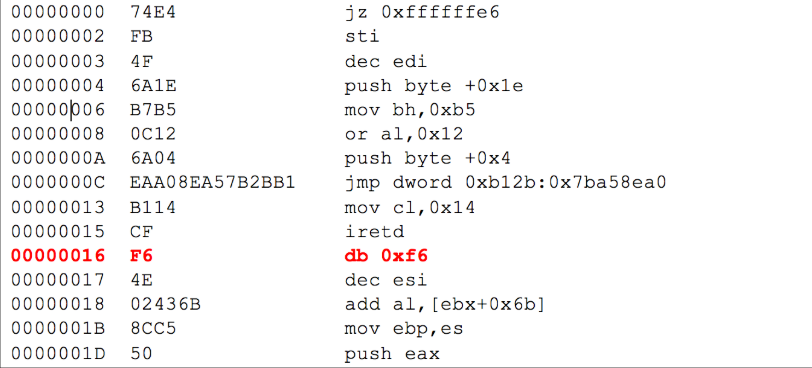 00000000 74E4 jz 0xffffffe6
00000002 FB sti
00000003 4F dec edi
00000004 6A1E push byte +0x1e
00000006 B7B5 mov bh,0xb5
00000008 0C12 or al,0x12
0000000A 6A04 push byte +0x4
0000000C EAA08EA57B2BB1 jmp dword 0xb12b:0x7ba58ea0
00000013 B114 mov cl,0x14
00000015 CF iretd
00000016 F6 db 0xf6
00000017 4E dec esi
00000018 02436B add al,[ebx+0x6b]
0000001B 8CC5 mov ebp,es
0000001D 50 push eax